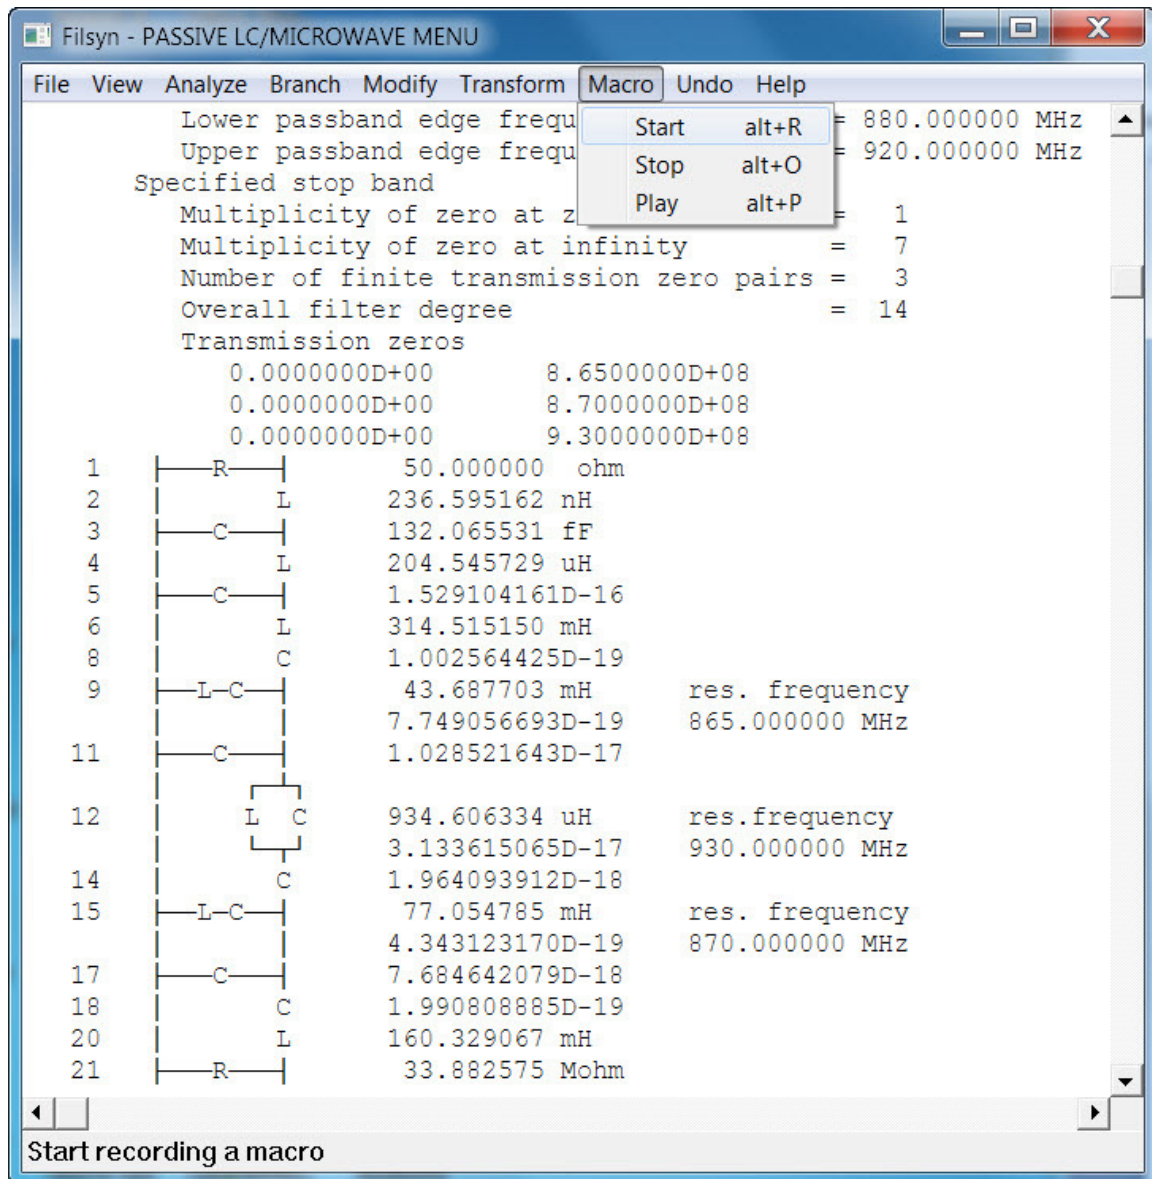 Filsyn - PASSIVE LC/MICROWAVE MENU
File View Analyze Branch Modify Transform Macro Undo Help
Start alt+R
Stop alt+O
Play alt+P
Lower passband edge frequ = 880.000000 MHz
Upper passband edge frequ = 920.000000 MHz
Specified stop band
Multiplicity of zero at z = 1
Multiplicity of zero at infinity = 7
Number of finite transmission zero pairs = 3
Overall filter degree = 14
Transmission zeros
0.0000000D+00 8.6500000D+08
0.0000000D+00 8.7000000D+08
0.0000000D+00 9.3000000D+08
1 R 50.000000 ohm
2 L 236.595162 nH
3 C 132.065531 fF
4 L 204.545729 uH
5 C 1.529104161D-16
6 L 314.515150 mH
8 C 1.002564425D-19
9 L-C 43.687703 mH res. frequency
7.749056693D-19 865.000000 MHz
11 C 1.028521643D-17
12 L C 934.606334 uH res.frequency
3.133615065D-17 930.000000 MHz
14 C 1.964093912D-18
15 L-C 77.054785 mH res. frequency
4.343123170D-19 870.000000 MHz
17 C 7.684642079D-18
18 C 1.990808885D-19
20 L 160.329067 mH
21 R 33.882575 Mohm
Start recording a macro